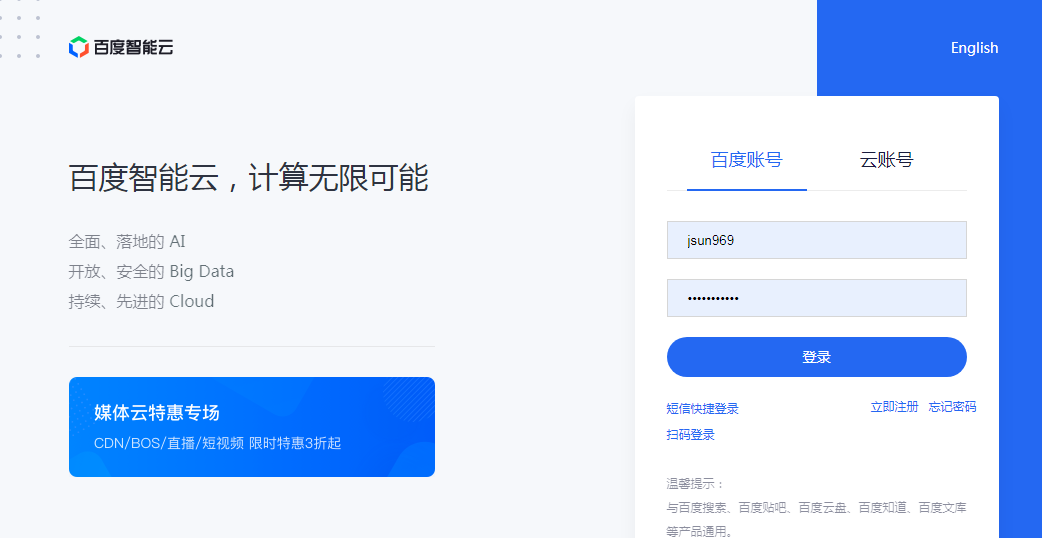 百度智能云
English
百度智能云，计算无限可能
全面、落地的 AI
开放、安全的 Big Data
持续、先进的 Cloud
媒体云特惠专场
CDN/BOS/直播/短视频 限时特惠3折起
百度账号 云账号
jsun969
•••••••••••
登录
短信快捷登录 立即注册 忘记密码
扫码登录
温馨提示：
与百度搜索、百度贴吧、百度云盘、百度知道、百度文库
等产品通用。